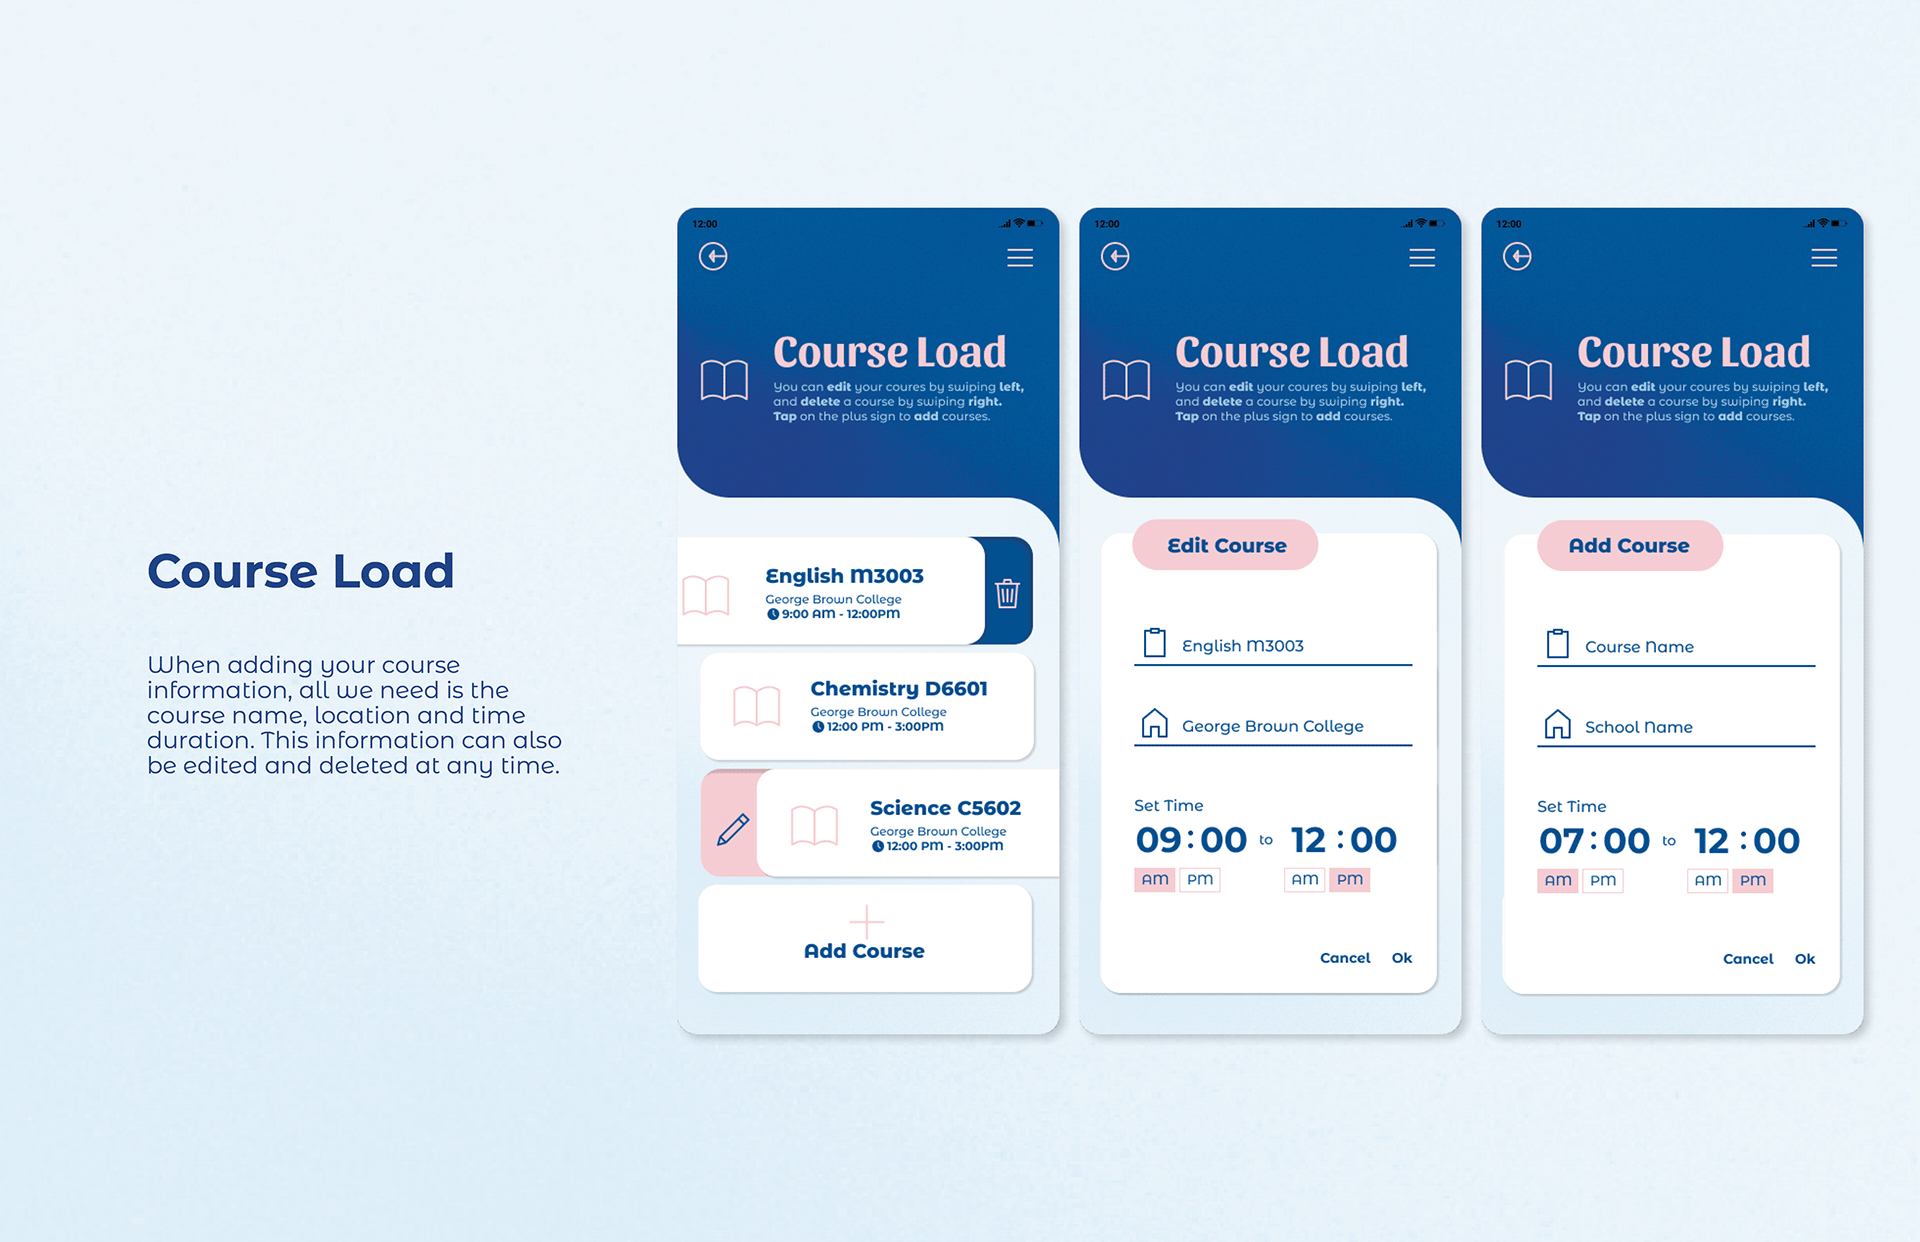 Course Load
When adding your course
information, all we need is the
course name, location and time
duration. This information can also
be edited and deleted at any time.
12:00
Course Load
You can edit your coures by swiping left,
and delete a course by swiping right.
Tap on the plus sign to add courses.
English M3003
George Brown College
9:00 AM - 12:00PM
Chemistry D6601
George Brown College
12:00 PM - 3:00PM
Science C5602
George Brown College
12:00 PM - 3:00PM
Add Course
12:00
Course Load
You can edit your coures by swiping left,
and delete a course by swiping right.
Tap on the plus sign to add courses.
Edit Course
English M3003
George Brown College
Set Time
09:00 to 12:00
AM PM AM PM
Cancel Ok
12:00
Course Load
You can edit your coures by swiping left,
and delete a course by swiping right.
Tap on the plus sign to add courses.
Add Course
Course Name
School Name
Set Time
07:00 to 12:00
AM PM AM PM
Cancel Ok